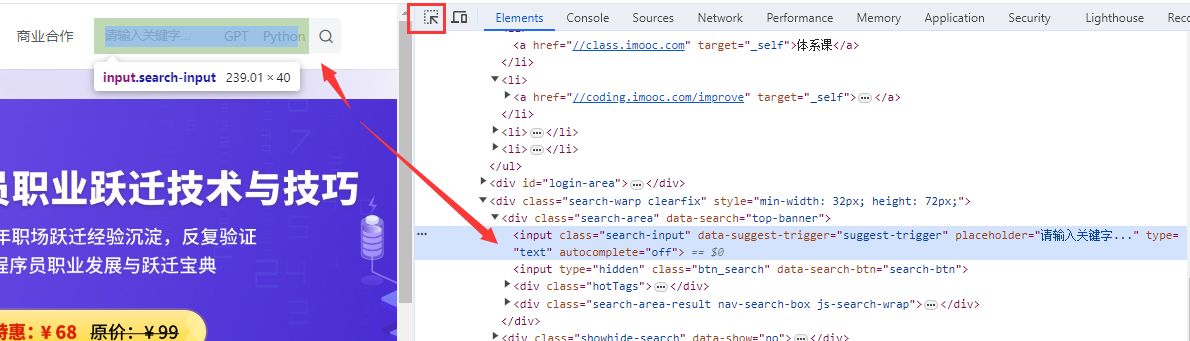 商业合作 请输入关键字... GPT Python
input.search-input 239.01 × 40
员职业跃迁技术与技巧
年职场跃迁经验沉淀，反复验证
程序员职业发展与跃迁宝典
特惠：￥68 原价：￥99
Elements Console Sources Network Performance Memory Application Security Lighthouse Reco
<a href="//class.imooc.com" target="_self">体系课</a>
</li>
▼<li>
▶<a href="//coding.imooc.com/improve" target="_self">…</a>
</li>
▶<li>…</li>
▶<li>…</li>
</ul>
▶<div id="login-area">…</div>
▼<div class="search-warp clearfix" style="min-width: 32px; height: 72px;">
▼<div class="search-area" data-search="top-banner">
… <input class="search-input" data-suggest-trigger="suggest-trigger" placeholder="请输入关键字..." type=
"text" autocomplete="off"> == $0
<input type="hidden" class="btn_search" data-search-btn="search-btn">
▶<div class="hotTags">…</div>
▶<div class="search-area-result nav-search-box js-search-wrap">…</div>
</div>
▶<div class="showhide-search" data-show="no">…</div>